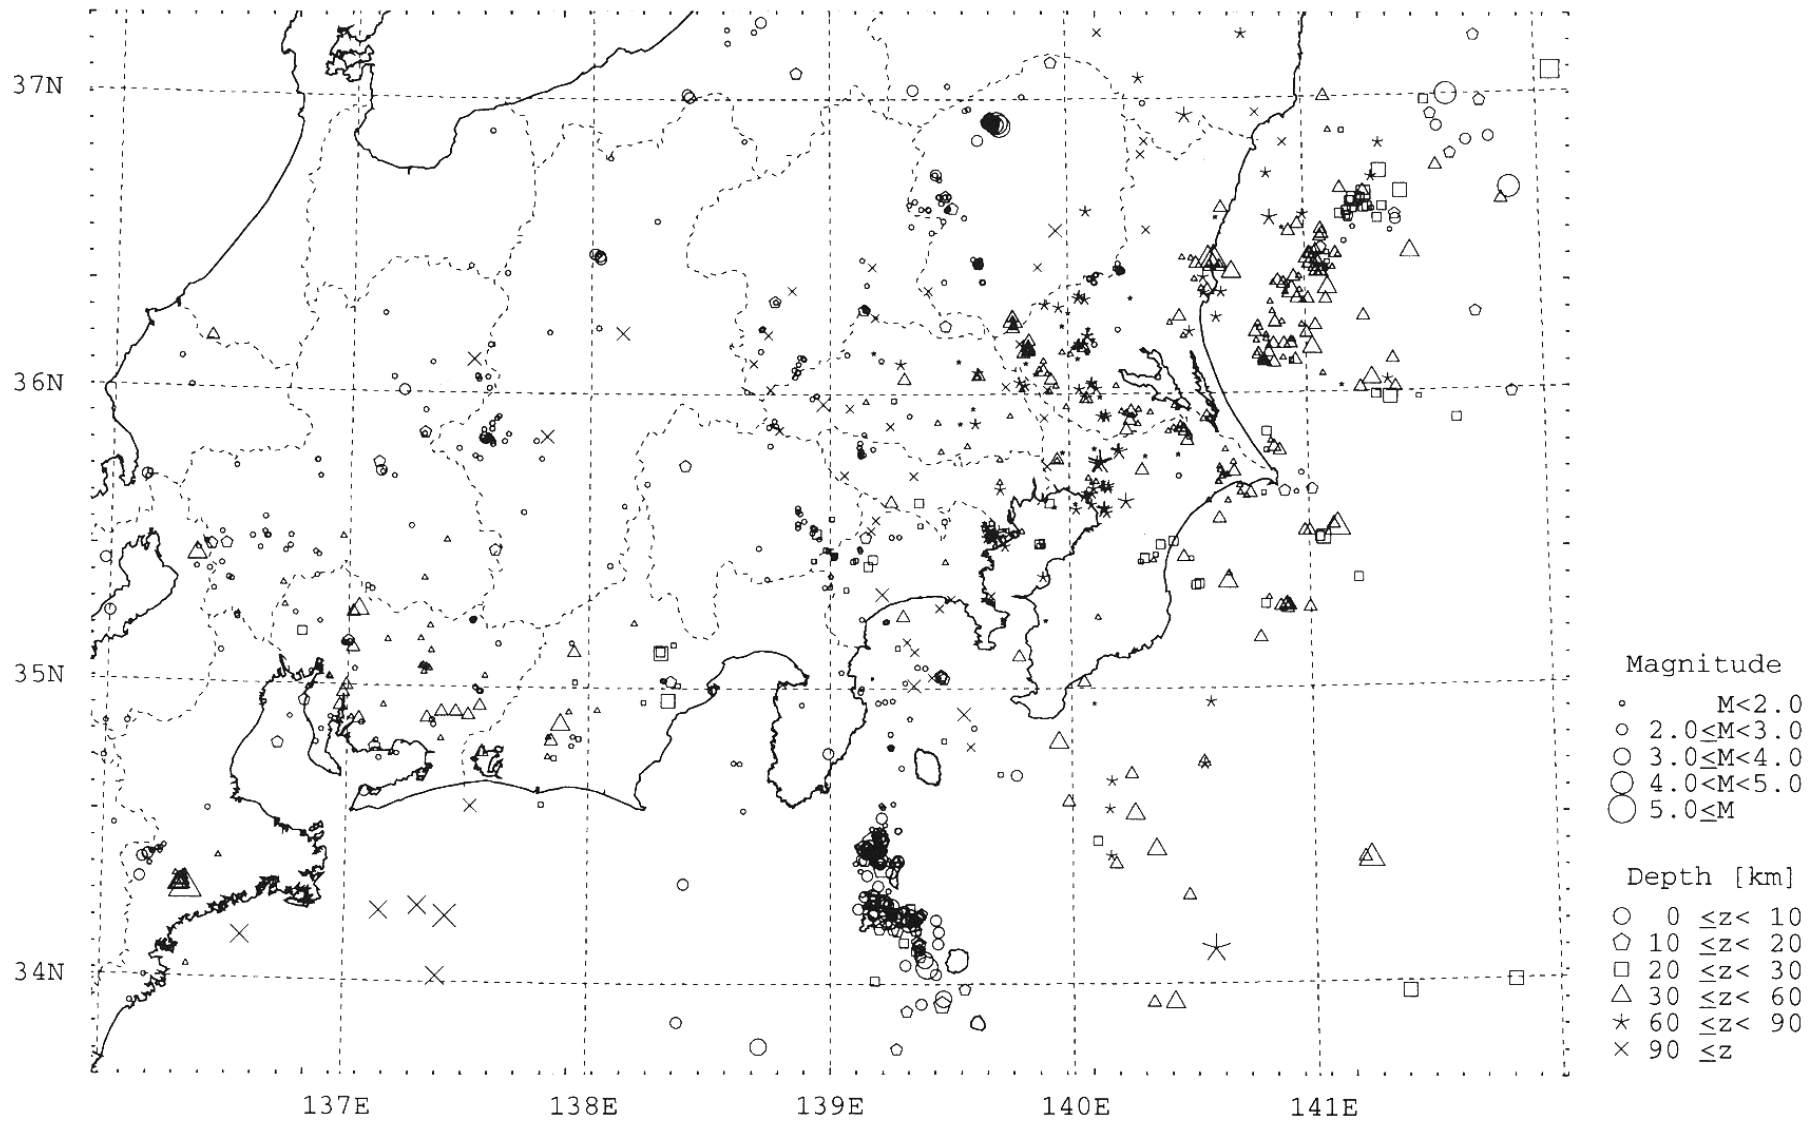 37N
36N
35N
34N
137E 138E 139E 140E 141E
Magnitude
M<2.0
2.0≤M<3.0
3.0≤M<4.0
4.0<M<5.0
5.0≤M
Depth [km]
0 ≤z< 10
10 ≤z< 20
20 ≤z< 30
30 ≤z< 60
60 ≤z< 90
90 ≤z